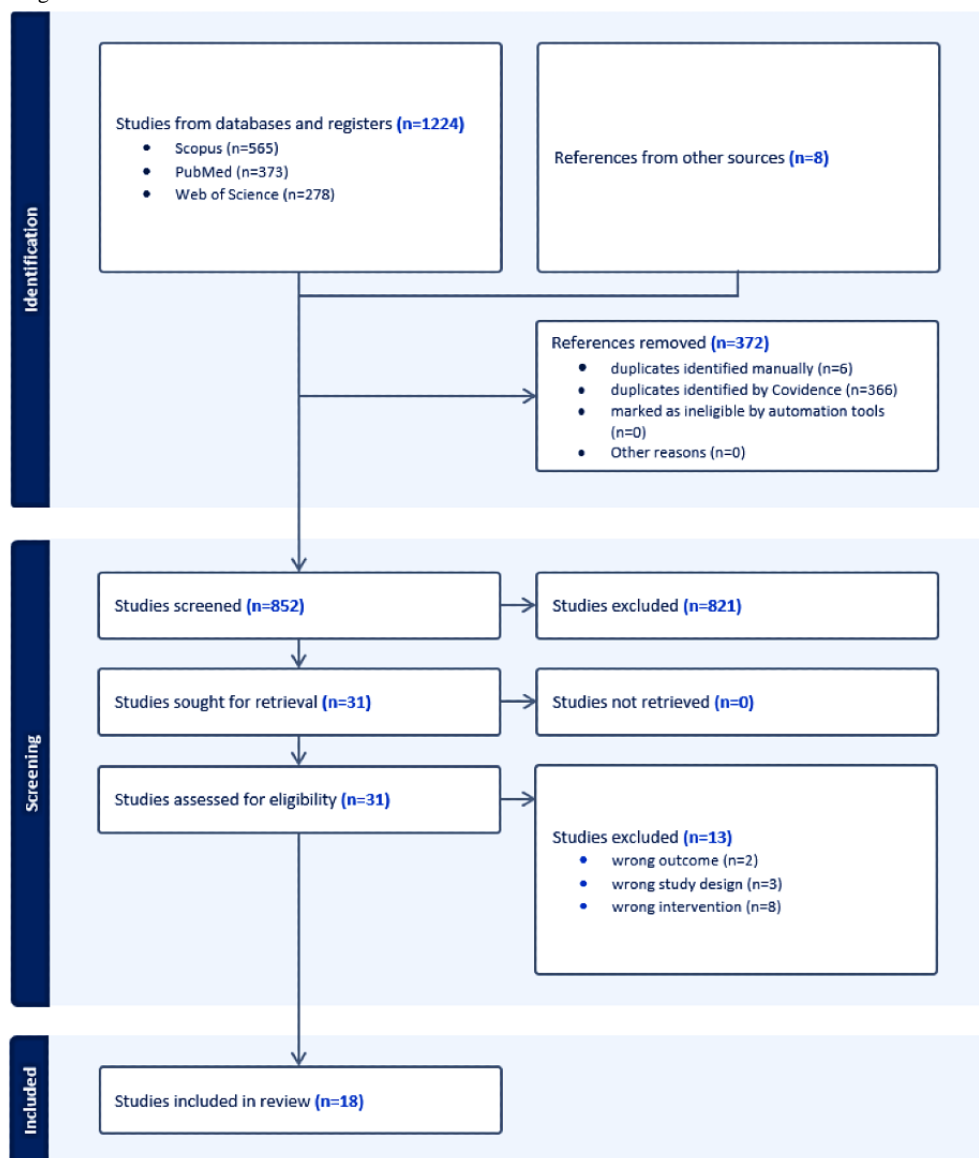 Identification
Studies from databases and registers (n=1224)
• Scopus (n=565)
• PubMed (n=373)
• Web of Science (n=278)
References from other sources (n=8)
References removed (n=372)
• duplicates identified manually (n=6)
• duplicates identified by Covidence (n=366)
• marked as ineligible by automation tools
(n=0)
• Other reasons (n=0)
Screening
Studies screened (n=852)
Studies excluded (n=821)
Studies sought for retrieval (n=31)
Studies not retrieved (n=0)
Studies assessed for eligibility (n=31)
Studies excluded (n=13)
• wrong outcome (n=2)
• wrong study design (n=3)
• wrong intervention (n=8)
Included
Studies included in review (n=18)